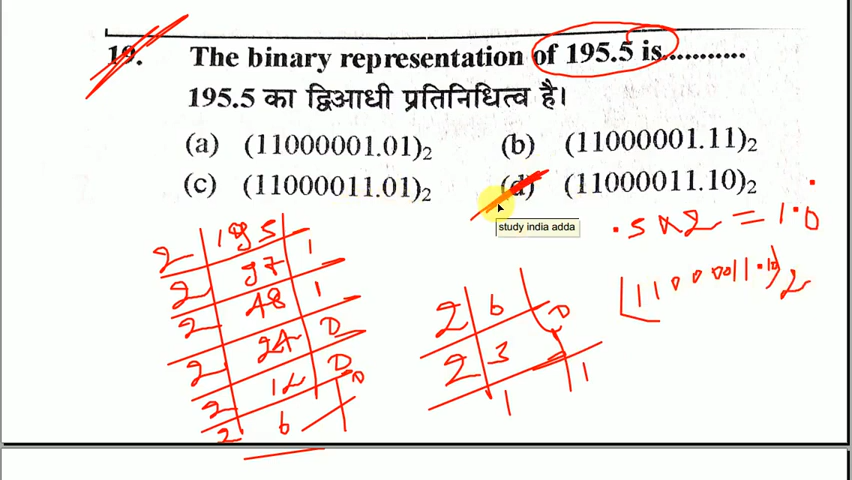 19. The binary representation of 195.5 is...........
195.5 का द्विआधी प्रतिनिधित्व है।
(a) (11000001.01)₂ (b) (11000001.11)₂
(c) (11000011.01)₂ (d) (11000011.10)₂
study india adda
.5 x 2 = 1.0
(11000011.10)₂
2 195 1
2 97 1
2 48 0
2 24 0
2 12 0
2 6
2 6 0
2 3 1
1